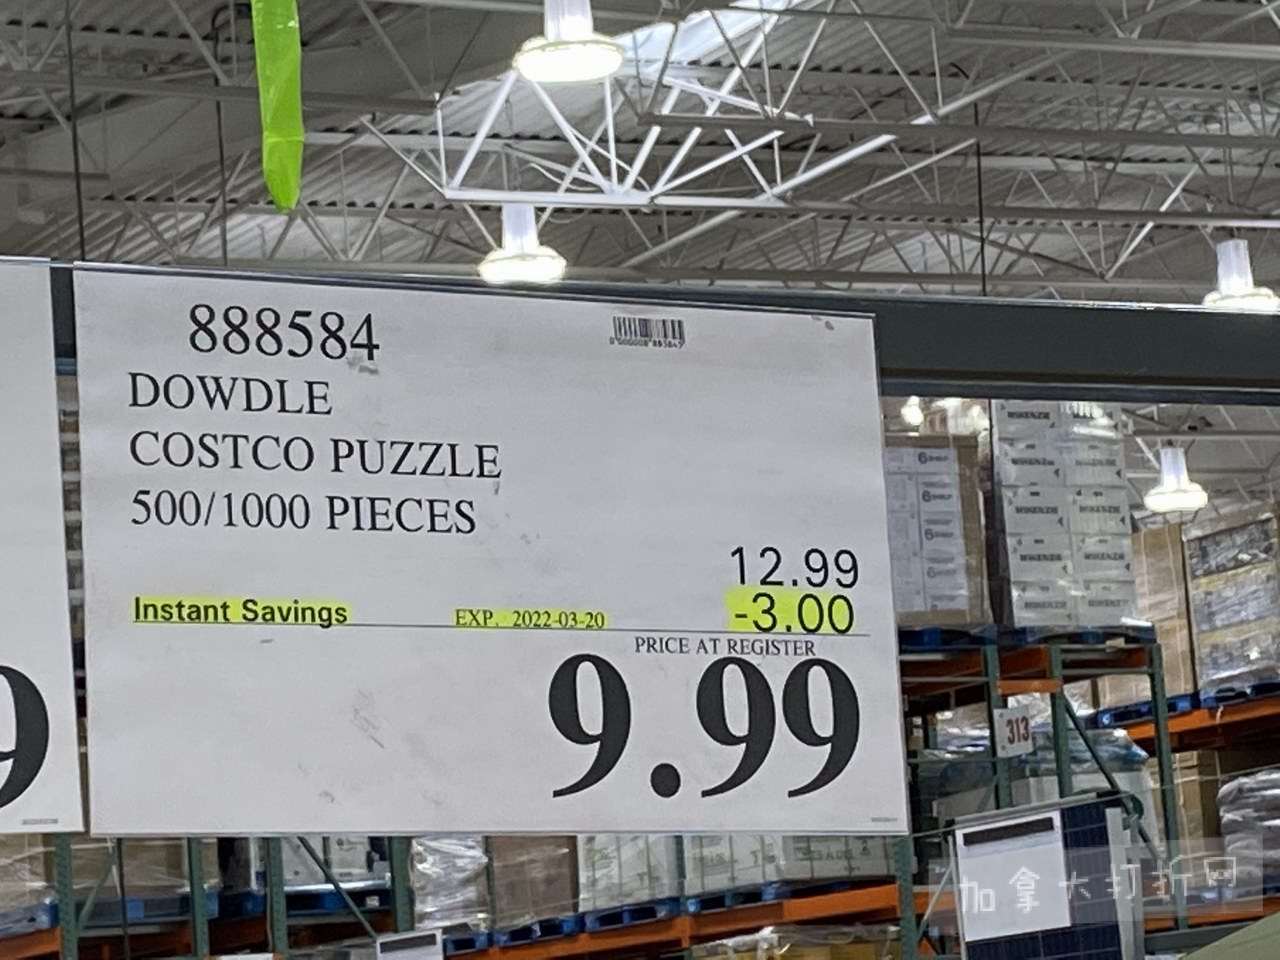 888584
DOWDLE
COSTCO PUZZLE
500/1000 PIECES
12.99
Instant Savings EXP. 2022-03-20 -3.00
PRICE AT REGISTER
9.99
9
313
加拿大打折网